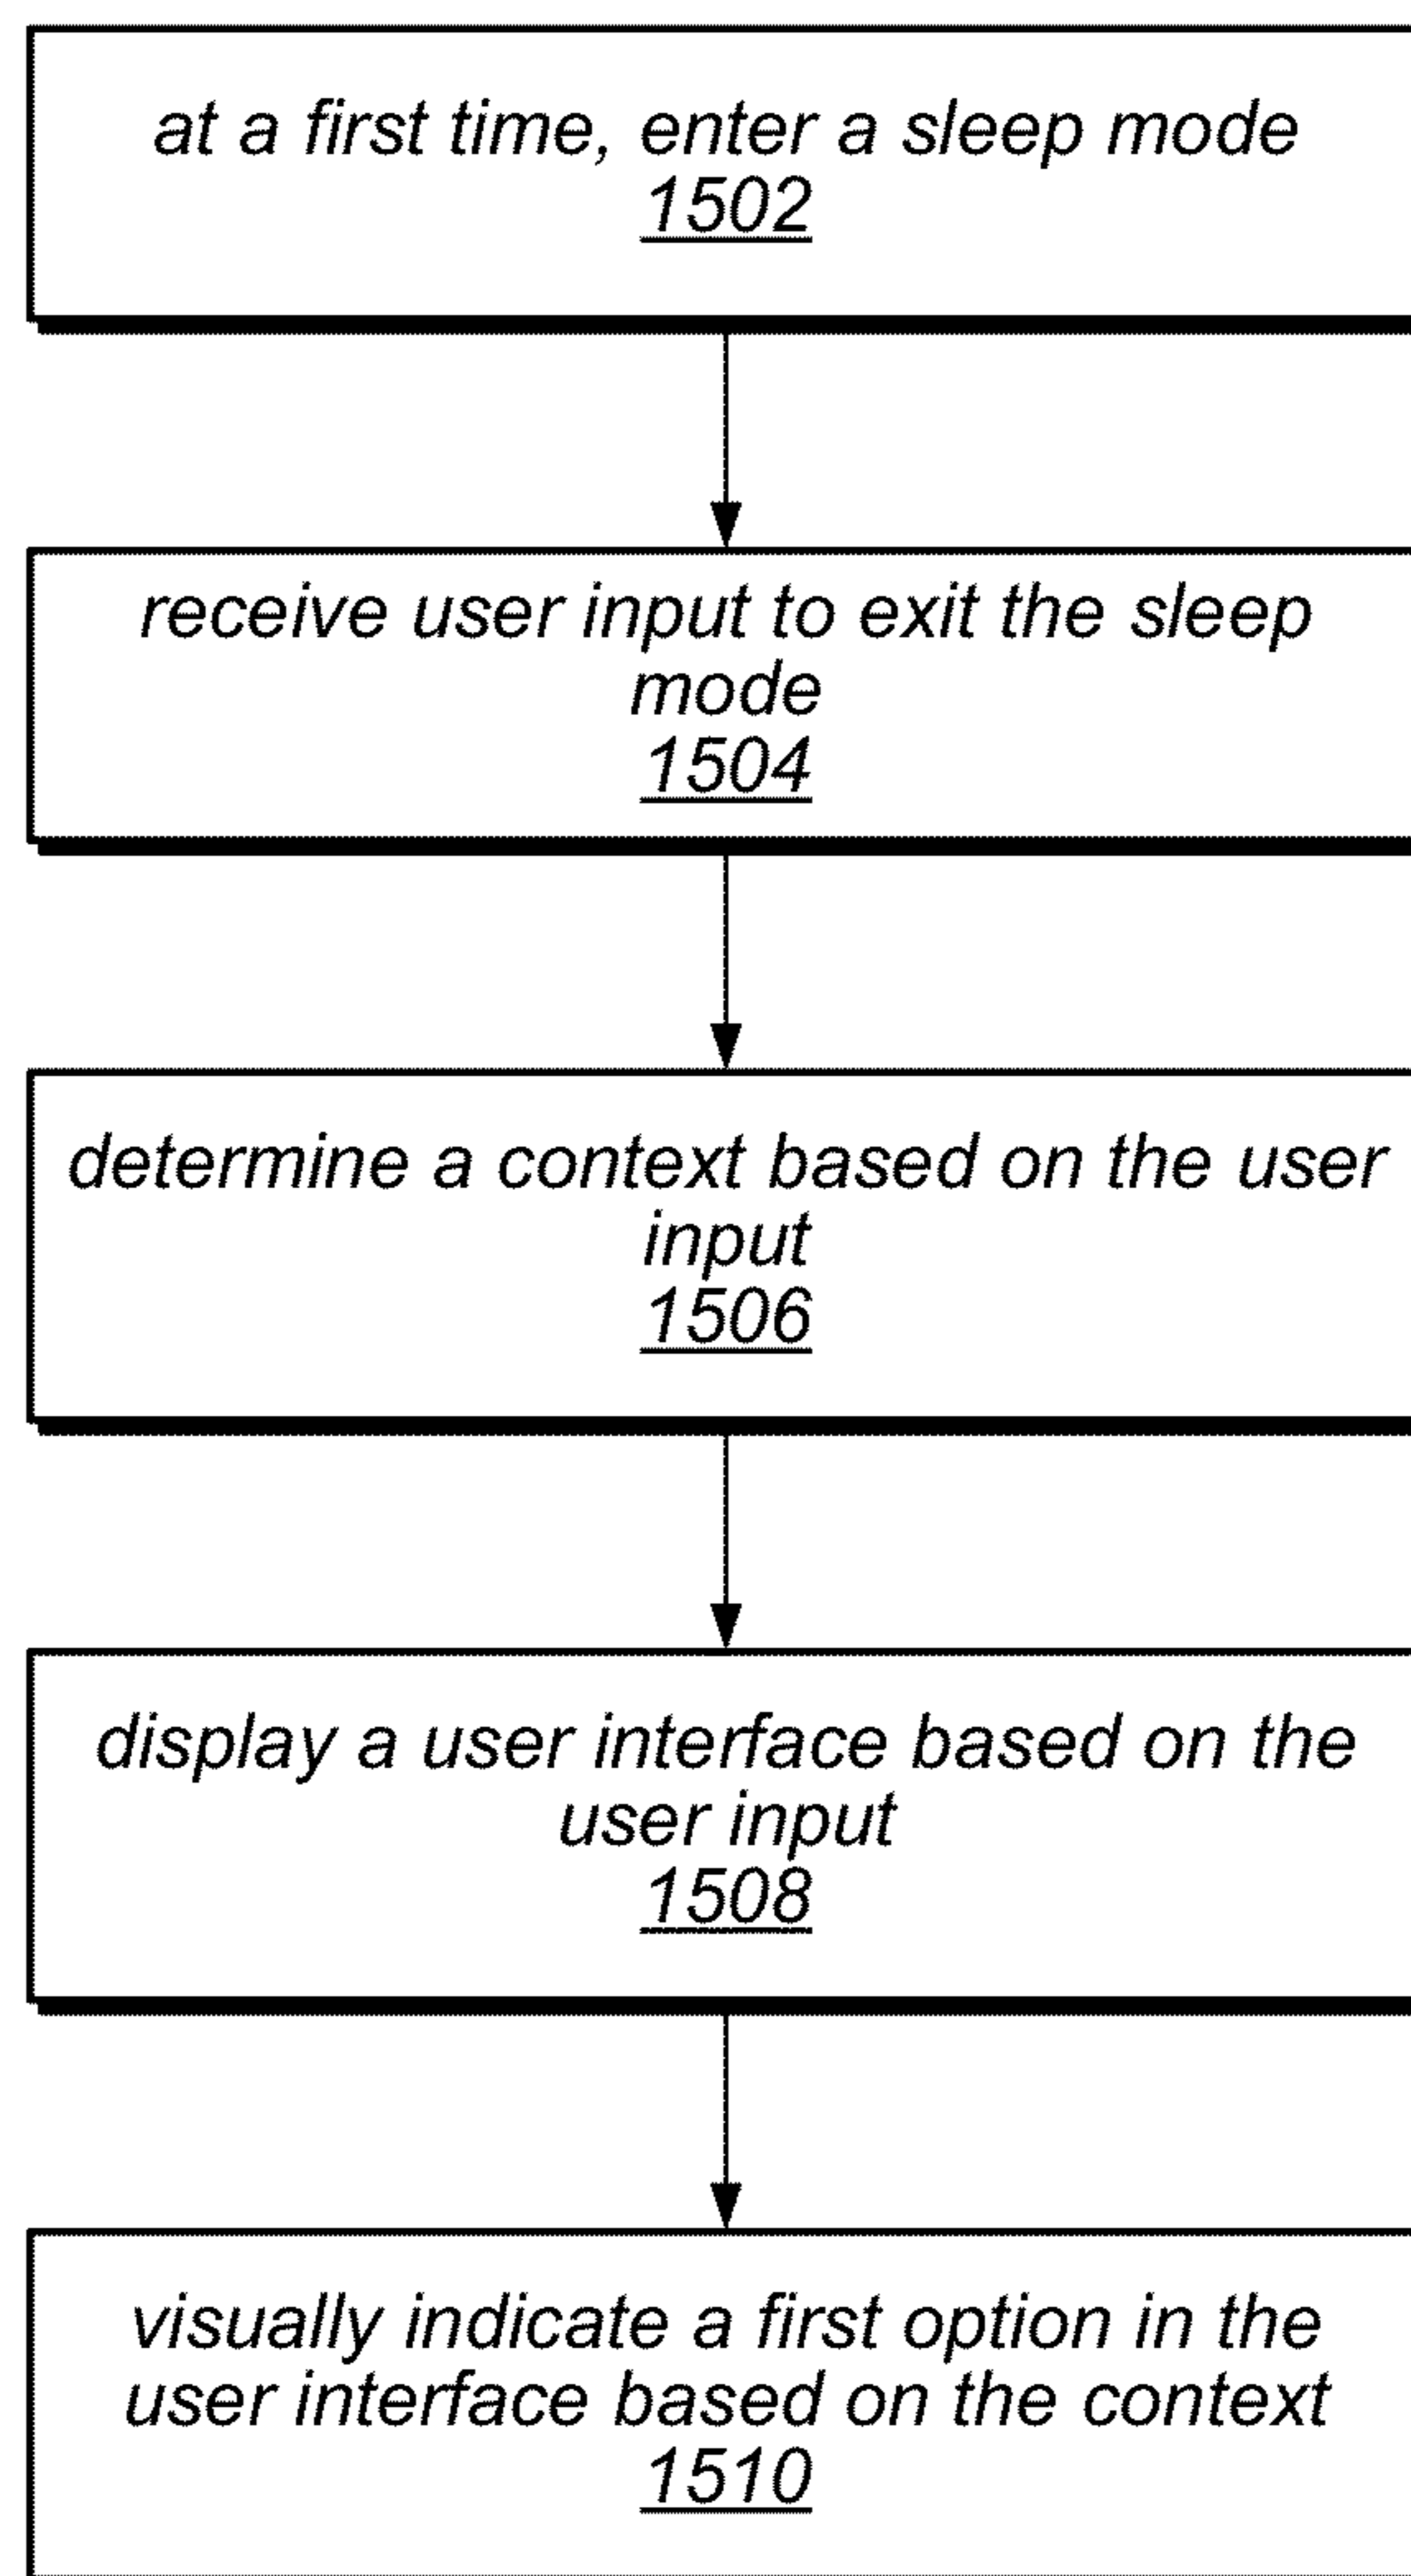 at a first time, enter a sleep mode
1502
receive user input to exit the sleep
mode
1504
determine a context based on the user
input
1506
display a user interface based on the
user input
1508
visually indicate a first option in the
user interface based on the context
1510